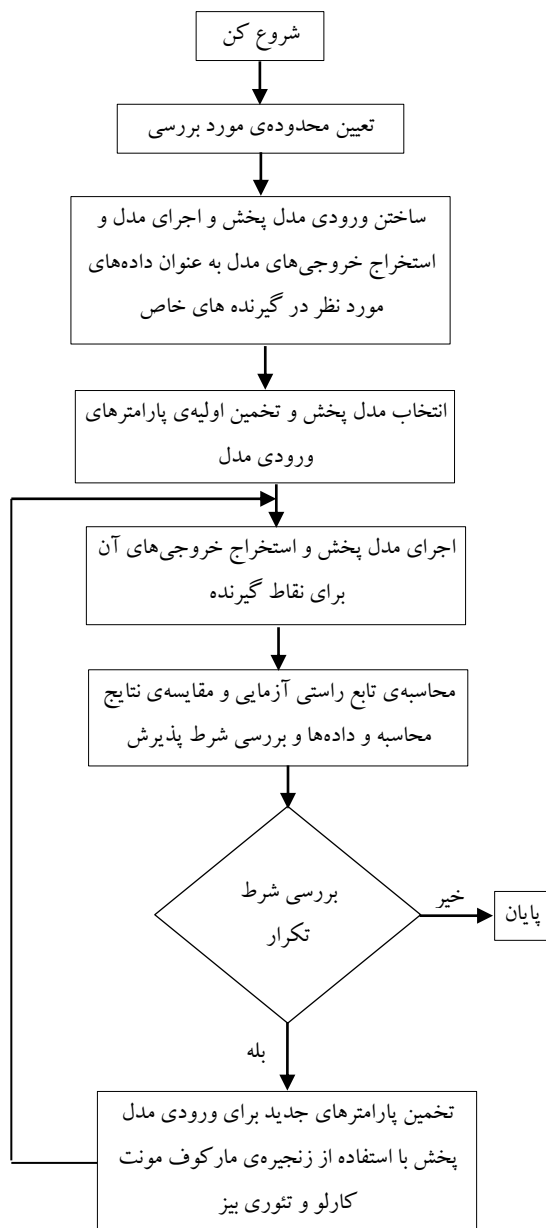 شروع کن
تعیین محدوده‌ی مورد بررسی
ساختن ورودی مدل پخش و اجرای مدل و
استخراج خروجی‌های مدل به عنوان داده‌های
مورد نظر در گیرنده های خاص
انتخاب مدل پخش و تخمین اولیه‌ی پارامترهای
ورودی مدل
اجرای مدل پخش و استخراج خروجی‌های آن
برای نقاط گیرنده
محاسبه‌ی تابع راستی آزمایی و مقایسه‌ی نتایج
محاسبه و داده‌ها و بررسی شرط پذیرش
بررسی شرط
تکرار
خیر
پایان
بله
تخمین پارامترهای جدید برای ورودی مدل
پخش با استفاده از زنجیره‌ی مارکوف مونت
کارلو و تئوری بیز